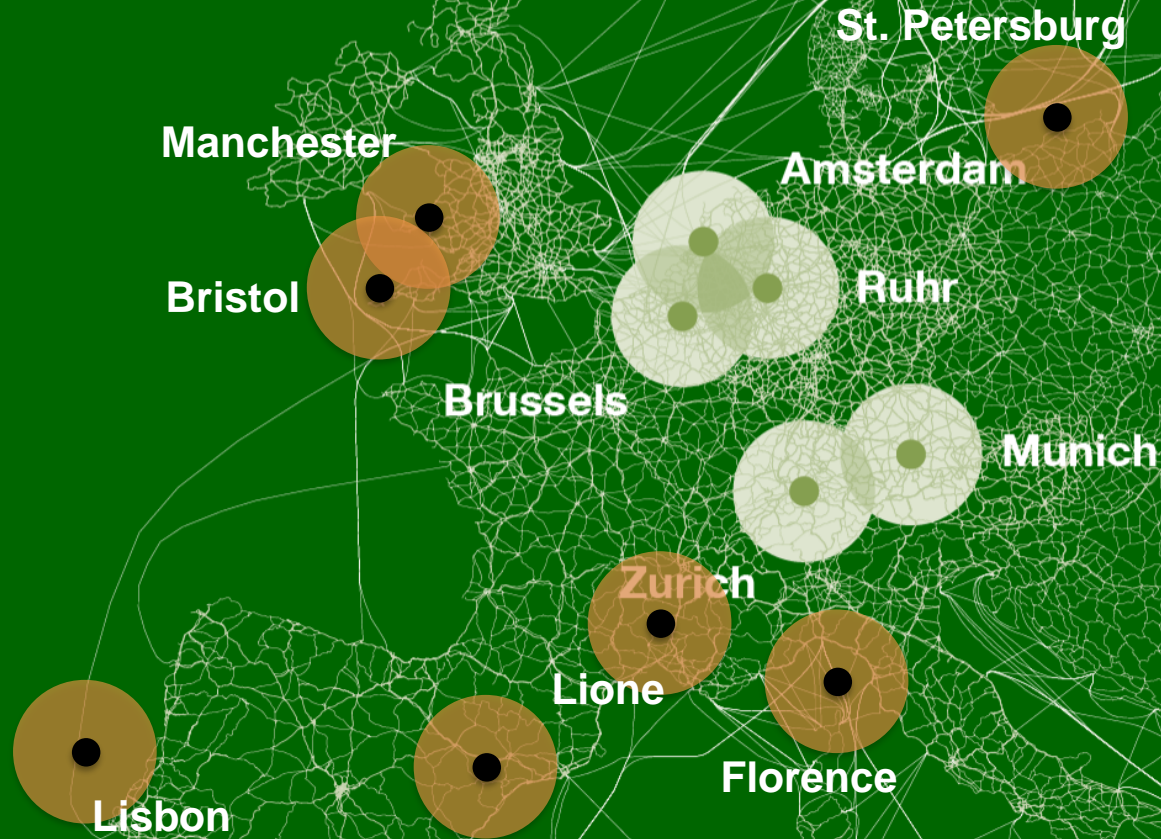 St. Petersburg
Manchester
Amsterdam
Bristol
Ruhr
Brussels
Munich
Zurich
Lione
Florence
Lisbon